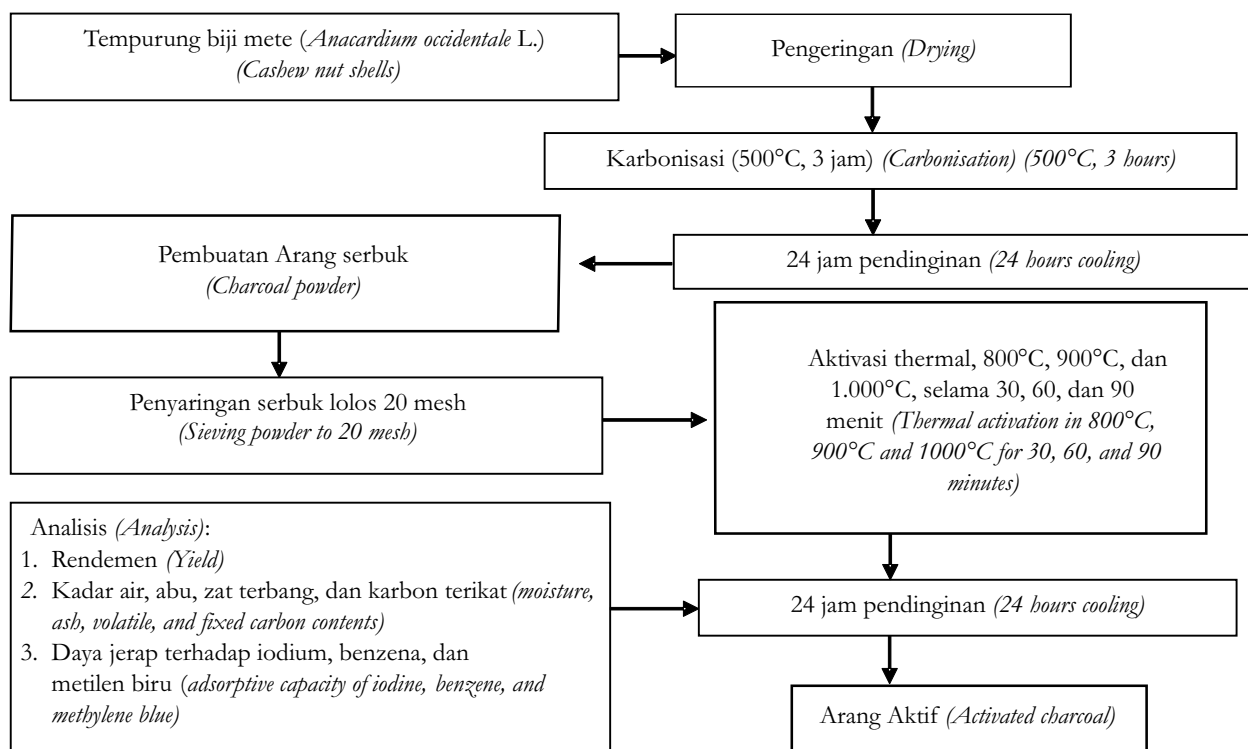 Tempurung biji mete (Anacardium occidentale L.)
(Cashew nut shells)
Pengeringan (Drying)
Karbonisasi (500°C, 3 jam) (Carbonisation) (500°C, 3 hours)
24 jam pendinginan (24 hours cooling)
Pembuatan Arang serbuk
(Charcoal powder)
Penyaringan serbuk lolos 20 mesh
(Sieving powder to 20 mesh)
Aktivasi thermal, 800°C, 900°C, dan
1.000°C, selama 30, 60, dan 90
menit (Thermal activation in 800°C,
900°C and 1000°C for 30, 60, and 90
minutes)
Analisis (Analysis):
1. Rendemen (Yield)
2. Kadar air, abu, zat terbang, dan karbon terikat (moisture,
ash, volatile, and fixed carbon contents)
3. Daya jerap terhadap iodium, benzena, dan
metilen biru (adsorptive capacity of iodine, benzene, and
methylene blue)
24 jam pendinginan (24 hours cooling)
Arang Aktif (Activated charcoal)